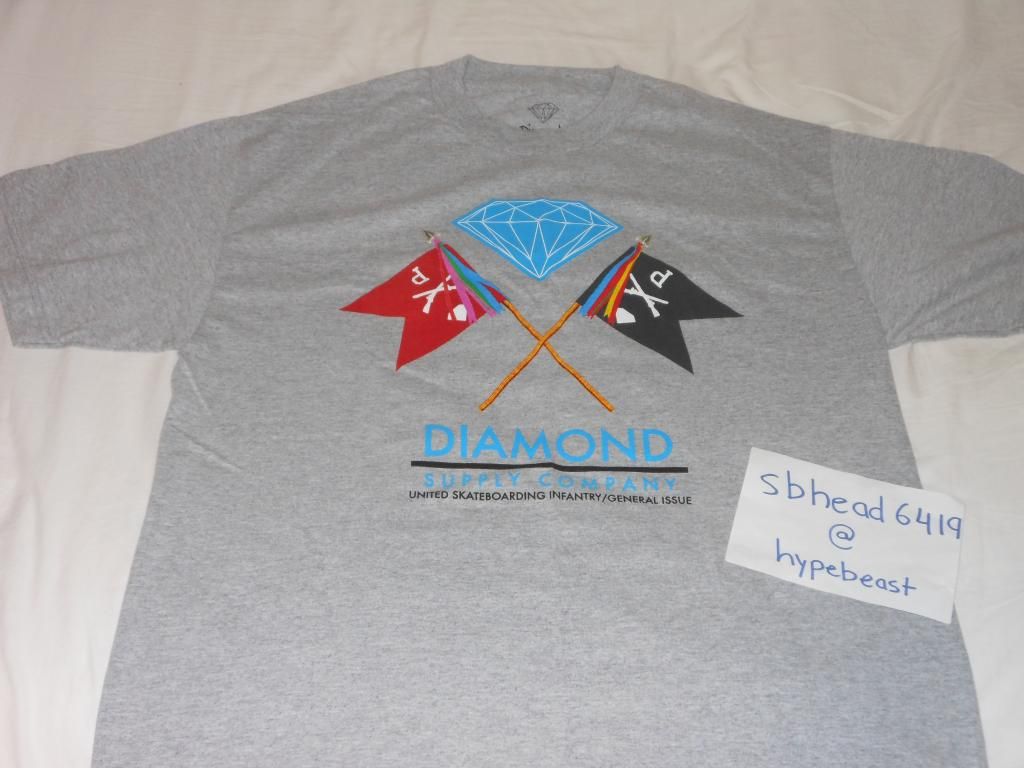 DIAMOND
SUPPLY COMPANY
UNITED SKATEBOARDING INFANTRY/GENERAL ISSUE
sbhead6419
@
hypebeast